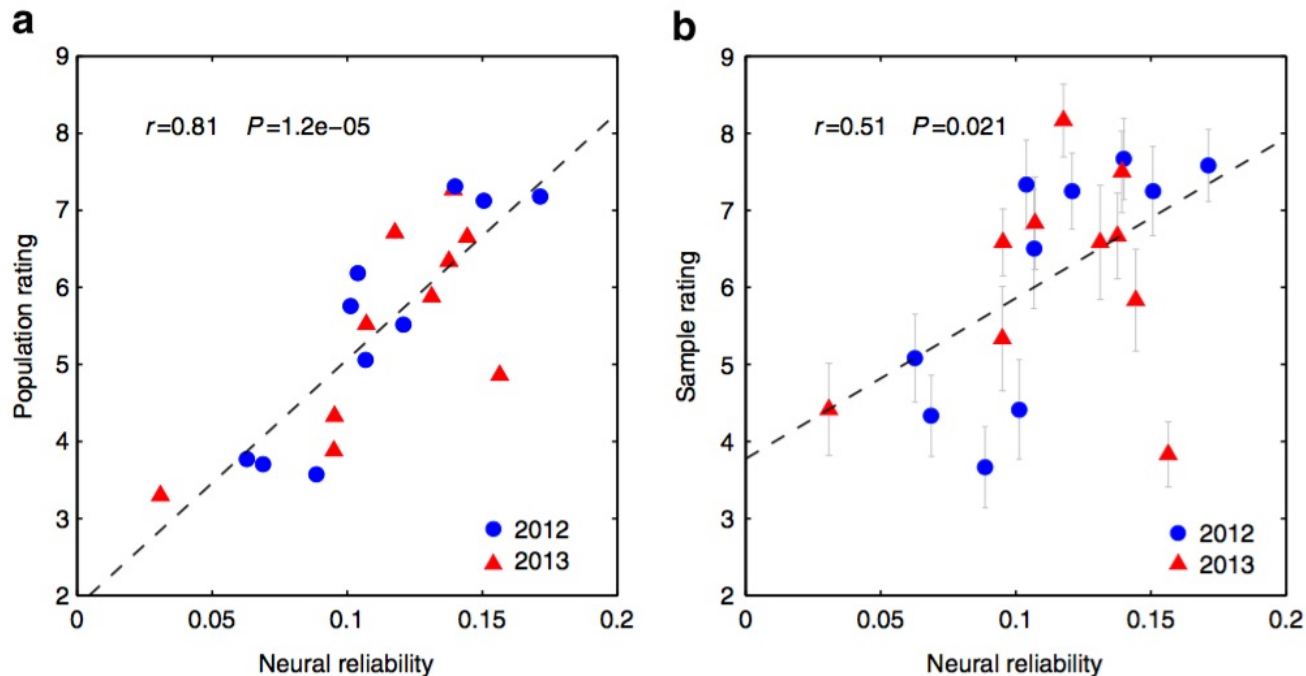 a
9
8
7
6
5
4
3
2
Population rating
r=0.81 P=1.2e−05
2012
2013
0 0.05 0.1 0.15 0.2
Neural reliability
b
9
8
7
6
5
4
3
2
Sample rating
r=0.51 P=0.021
2012
2013
0 0.05 0.1 0.15 0.2
Neural reliability